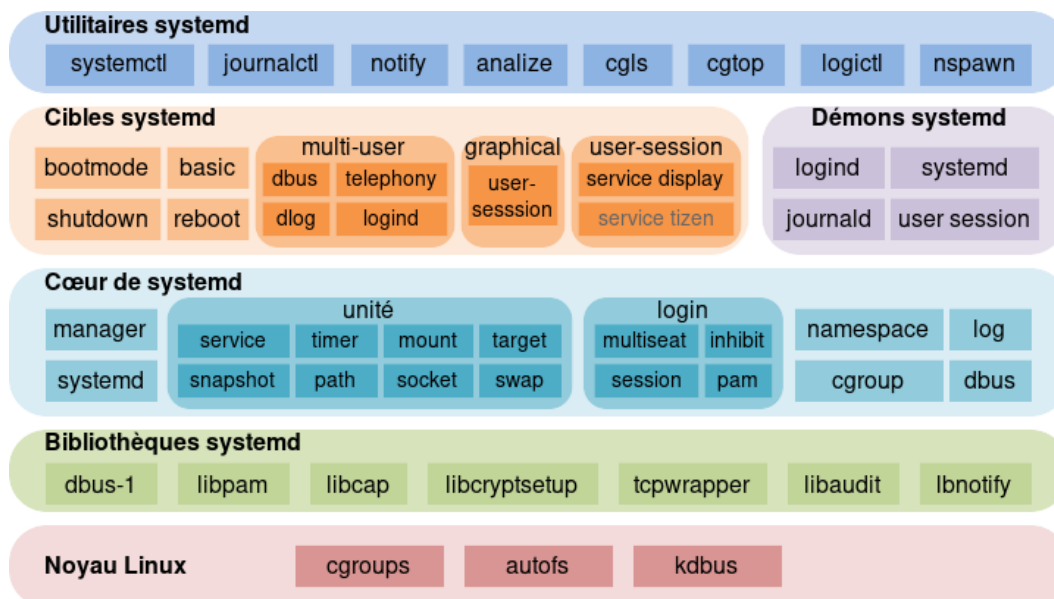 Utilitaires systemd
systemctl journalctl notify analize cgls cgtop logictl nspawn
Cibles systemd
bootmode basic
shutdown reboot
multi-user
dbus telephony
dlog logind
graphical
user-
sesssion
user-session
service display
service tizen
Démons systemd
logind systemd
journald user session
Cœur de systemd
manager
systemd
unité
service timer mount target
snapshot path socket swap
login
multiseat inhibit
session pam
namespace log
cgroup dbus
Bibliothèques systemd
dbus-1 libpam libcap libcryptsetup tcpwrapper libaudit lbnotify
Noyau Linux cgroups autofs kdbus